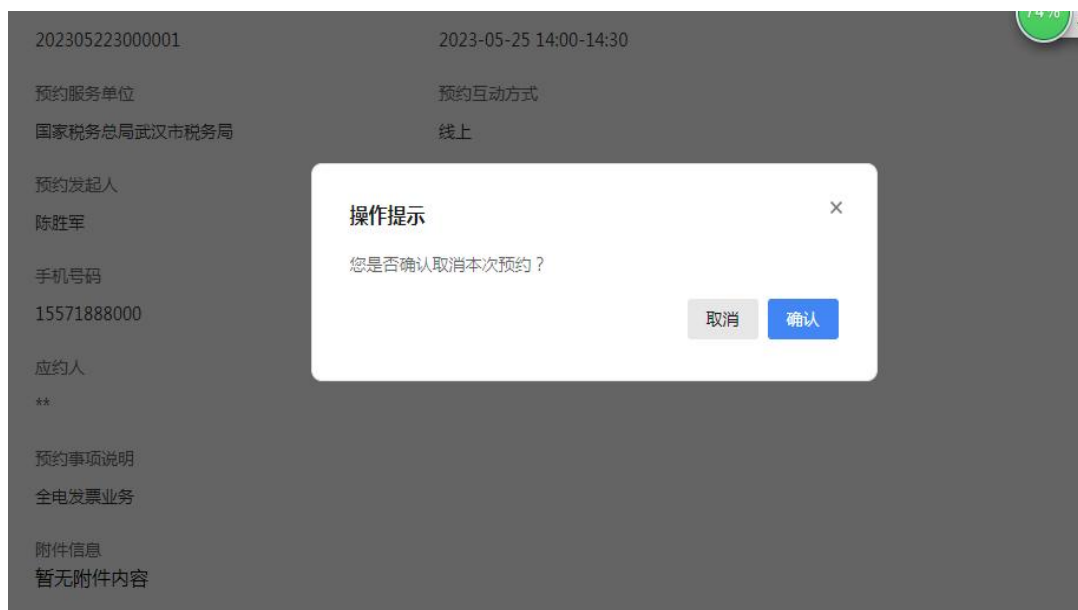 74%
202305223000001 2023-05-25 14:00-14:30
预约服务单位 预约互动方式
国家税务总局武汉市税务局 线上
预约发起人
陈胜军
操作提示 ×
您是否确认取消本次预约？
手机号码
15571888000
取消 确认
应约人
**
预约事项说明
全电发票业务
附件信息
暂无附件内容